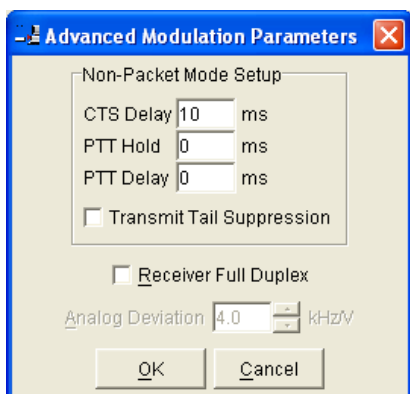 Advanced Modulation Parameters
Non-Packet Mode Setup
CTS Delay 10 ms
PTT Hold 0 ms
PTT Delay 0 ms
Transmit Tail Suppression
Receiver Full Duplex
Analog Deviation 4.0 kHz/V
OK Cancel